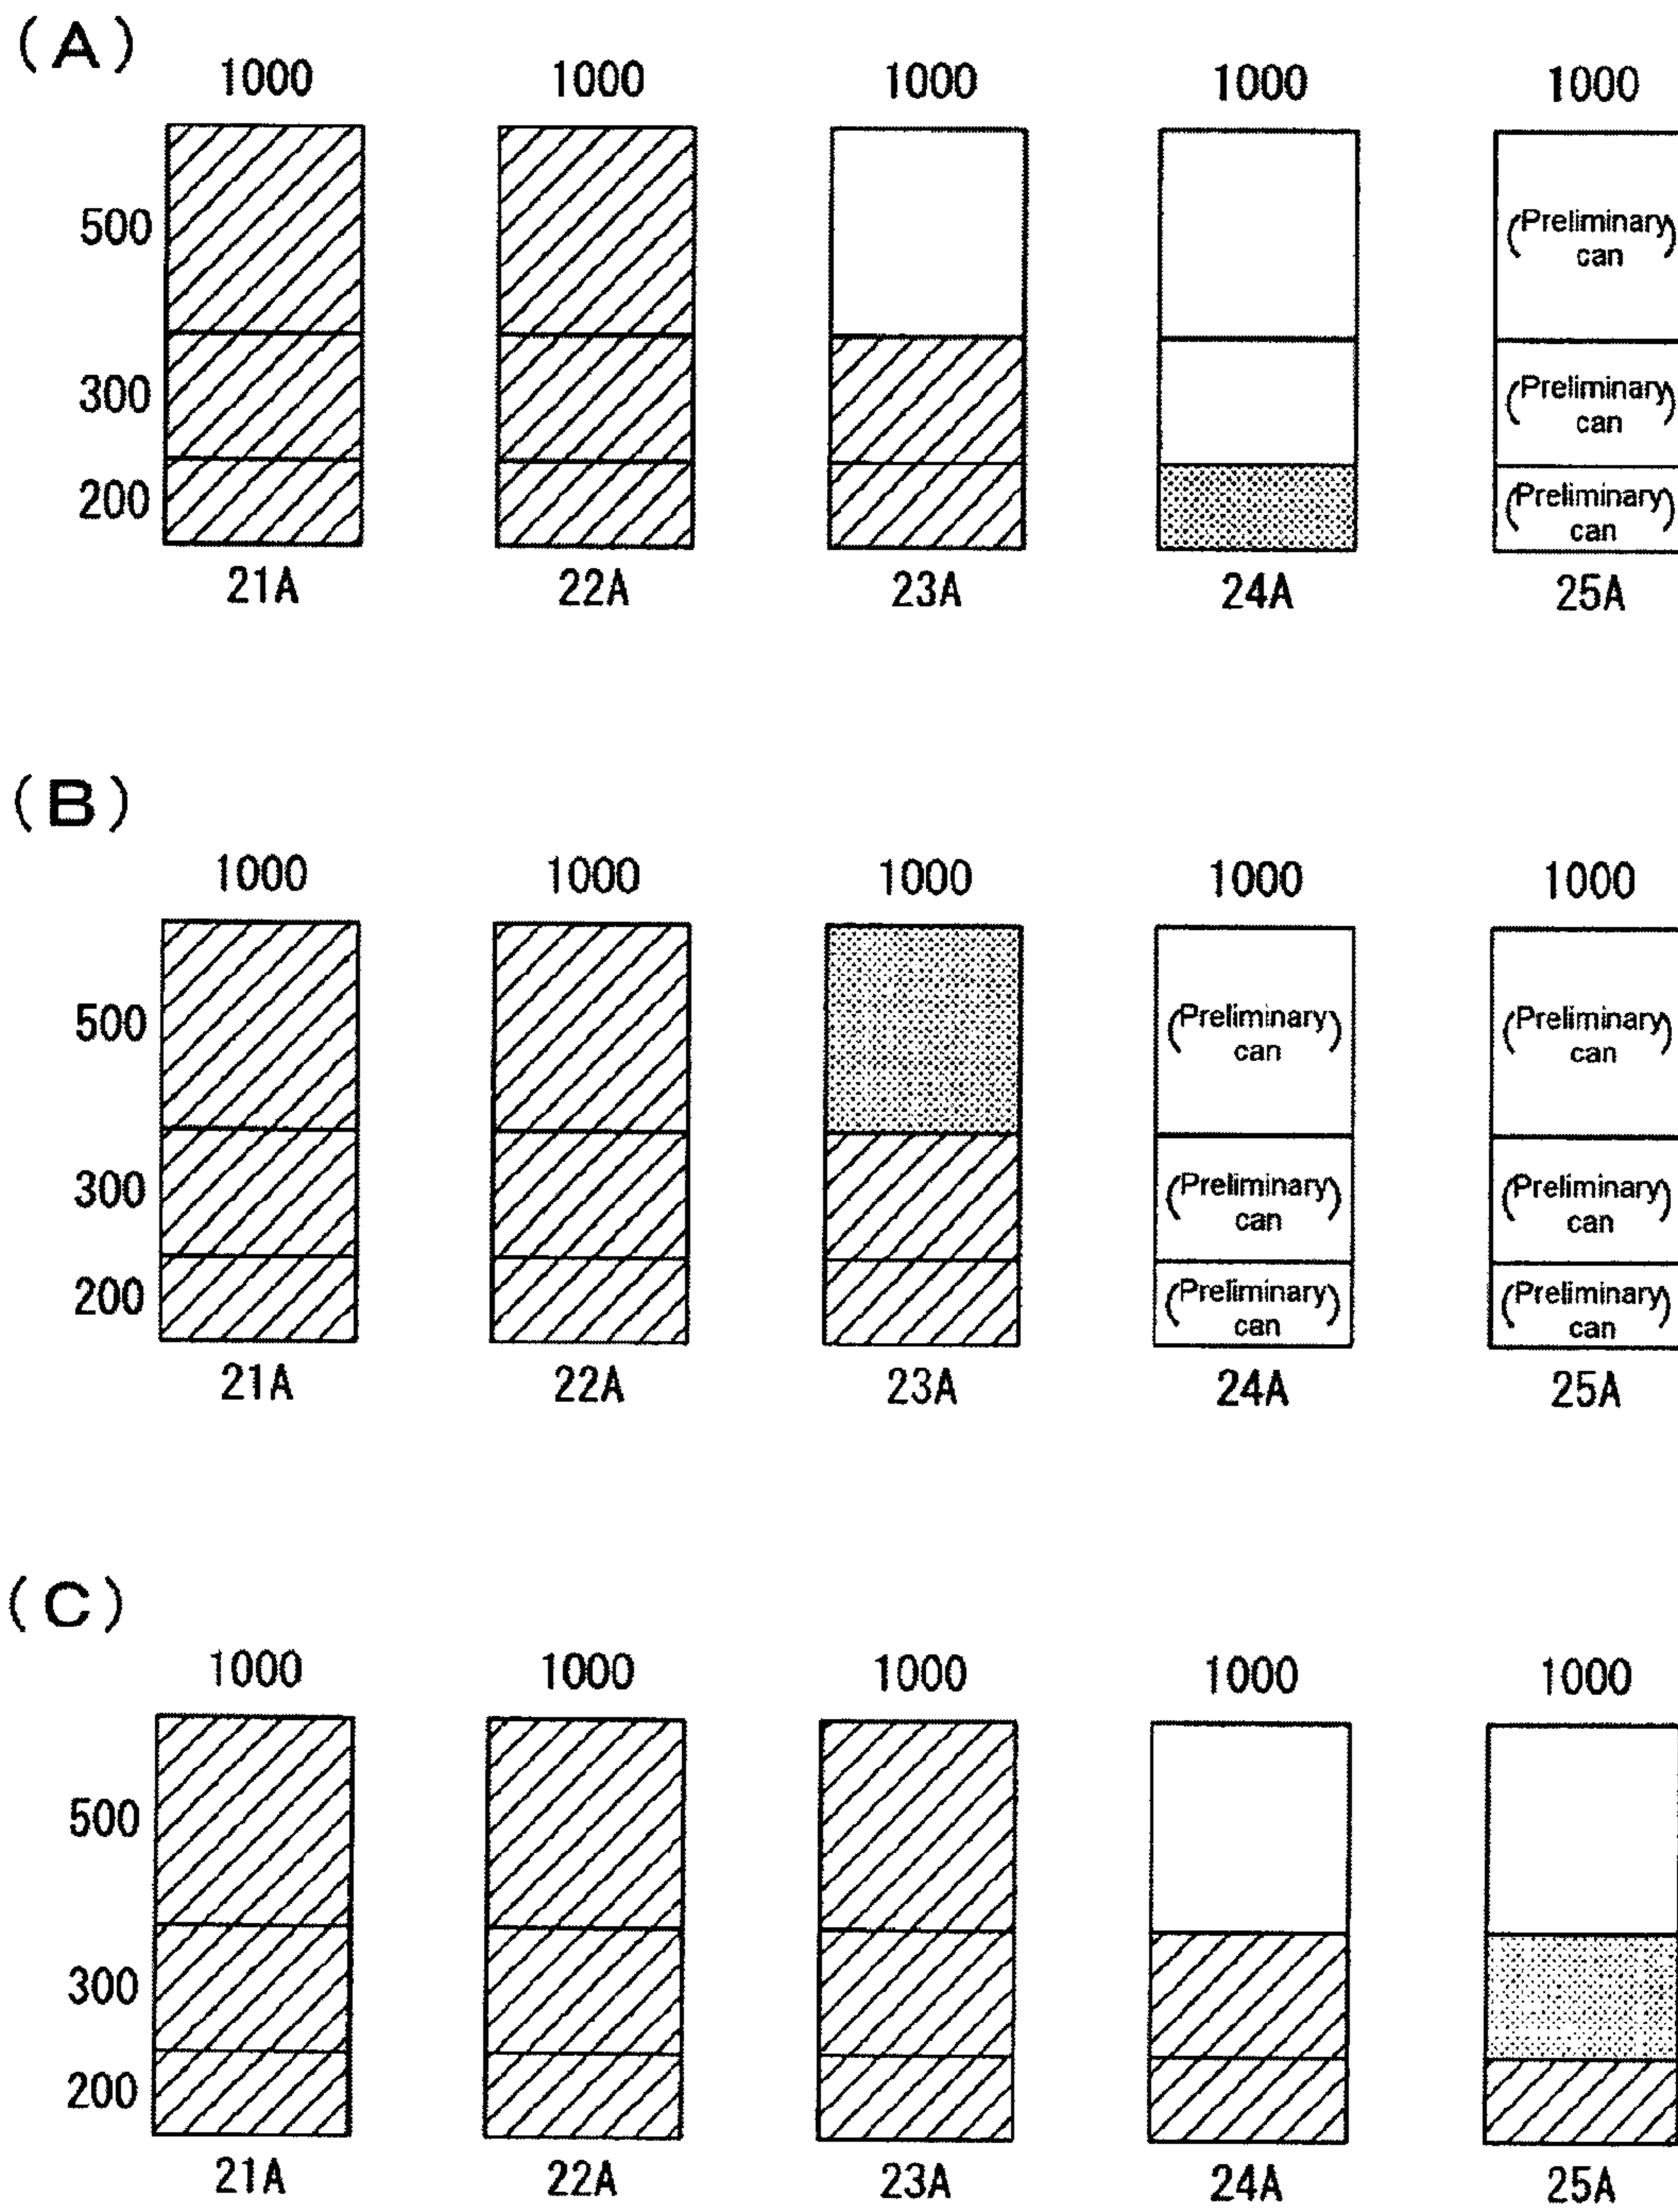 (A)
1000 1000 1000 1000 1000
500 (Preliminary can)
300 (Preliminary can)
200 (Preliminary can)
21A 22A 23A 24A 25A
(B)
1000 1000 1000 1000 1000
500 (Preliminary can) (Preliminary can)
300 (Preliminary can) (Preliminary can)
200 (Preliminary can) (Preliminary can)
21A 22A 23A 24A 25A
(C)
1000 1000 1000 1000 1000
500
300
200
21A 22A 23A 24A 25A